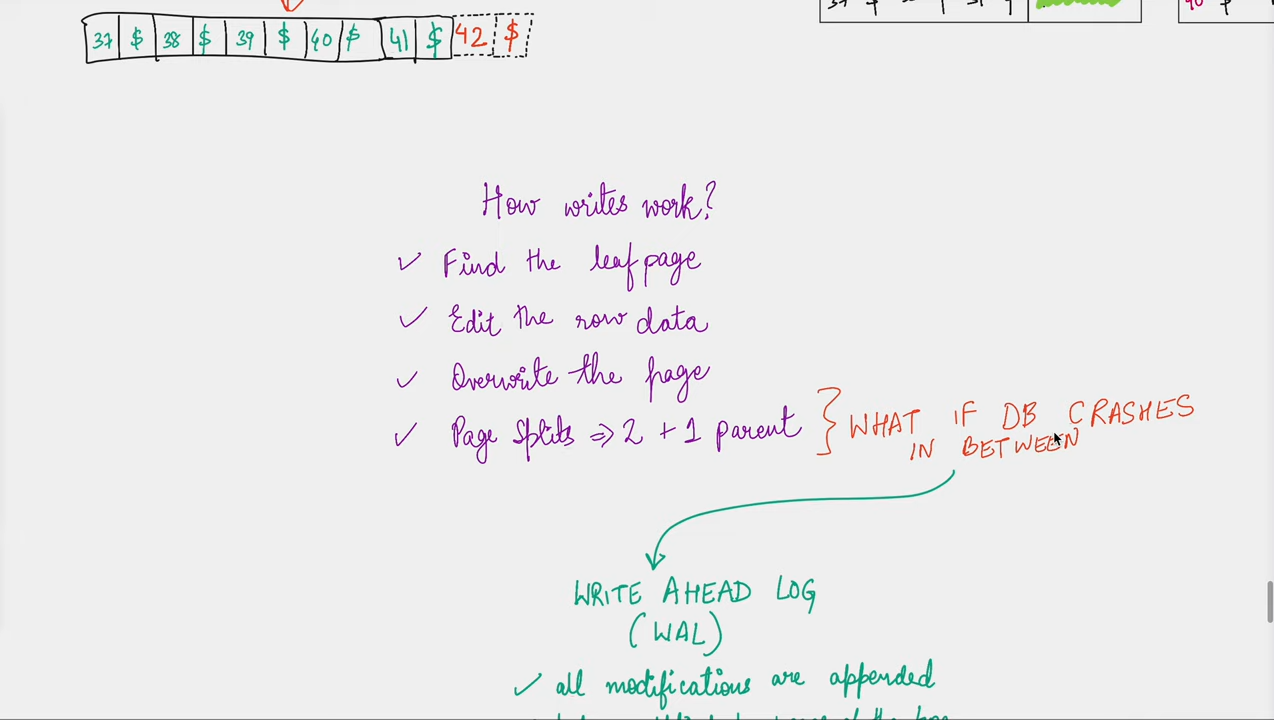 37 $ 38 $ 39 $ 40 $ 41 $ 42 $
How writes work?
✓ Find the leaf page
✓ Edit the row data
✓ Overwrite the page
✓ Page Splits ⇒ 2 + 1 parent } WHAT IF DB CRASHES
IN BETWEEN
WRITE AHEAD LOG
(WAL)
✓ all modifications are appended